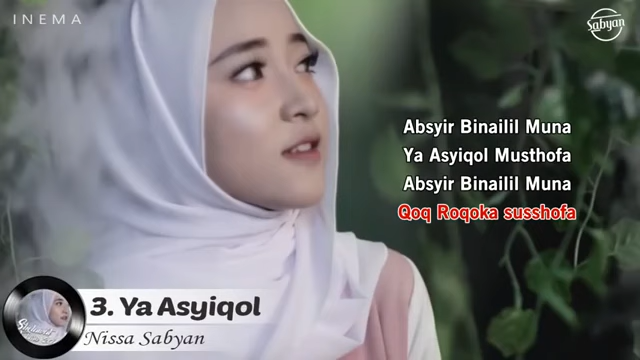 INEMA
Sabyan
Absyir Binailil Muna
Ya Asyiqol Musthofa
Absyir Binailil Muna
Qoq Roqoka susshofa
3. Ya Asyiqol
Nissa Sabyan